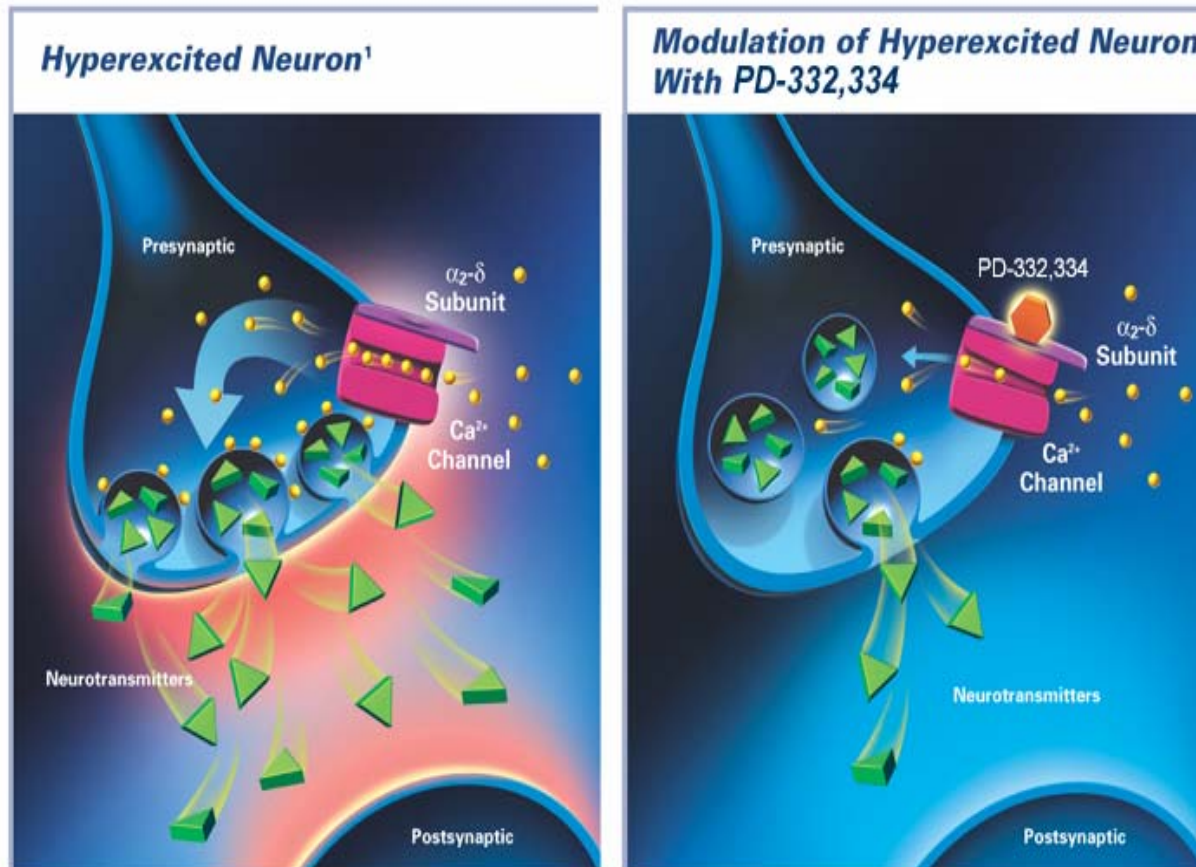 Hyperexcited Neuron¹
Presynaptic
α₂-δ
Subunit
Ca²⁺
Channel
Neurotransmitters
Postsynaptic
Modulation of Hyperexcited Neuron
With PD-332,334
Presynaptic
PD-332,334
α₂-δ
Subunit
Ca²⁺
Channel
Neurotransmitters
Postsynaptic